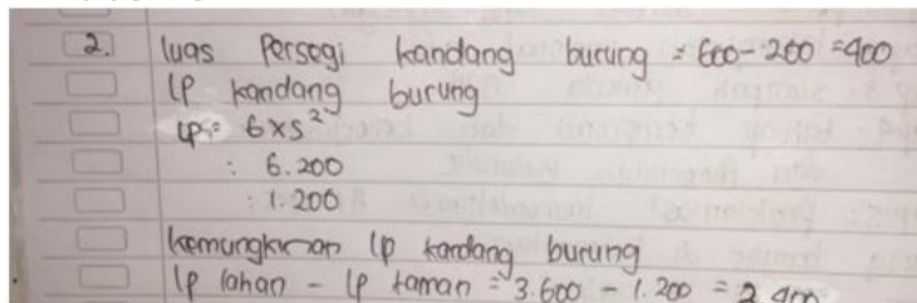 2. luas Persegi kandang burung = 600 - 200 = 400
lp kandang burung
lp = 6 x s²
: 6.200
: 1.200
kemungkinan lp kandang burung
lp lahan - lp taman = 3.600 - 1.200 = 2.400